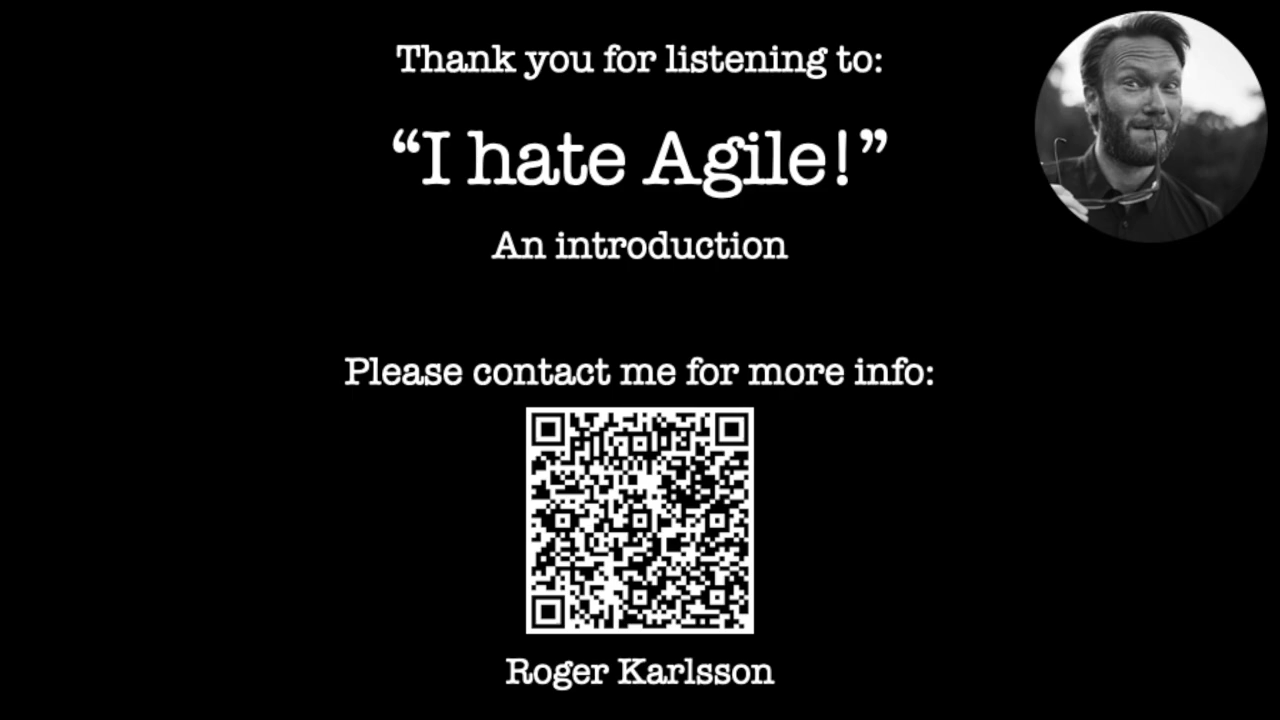 Thank you for listening to:
“I hate Agile!”
An introduction
Please contact me for more info:
Roger Karlsson